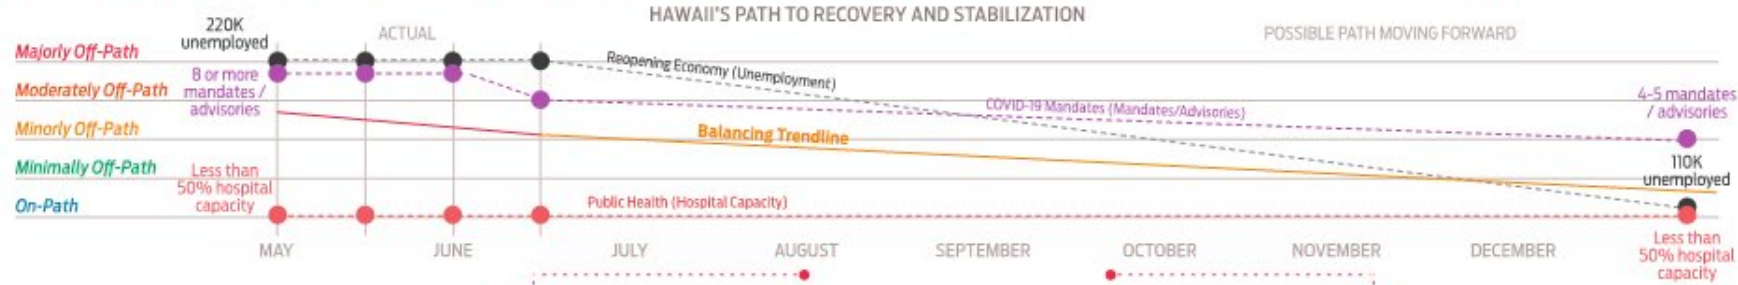 HAWAII'S PATH TO RECOVERY AND STABILIZATION
ACTUAL
POSSIBLE PATH MOVING FORWARD
220K
unemployed
Majorly Off-Path
Reopening Economy (Unemployment)
8 or more
mandates /
advisories
Moderately Off-Path
COVID-19 Mandates (Mandates/Advisories)
4-5 mandates
/ advisories
Minorly Off-Path
Balancing Trendline
Minimally Off-Path
110K
unemployed
Less than
50% hospital
capacity
On-Path
Public Health (Hospital Capacity)
MAY
JUNE
JULY
AUGUST
SEPTEMBER
OCTOBER
NOVEMBER
DECEMBER
Less than
50% hospital
capacity